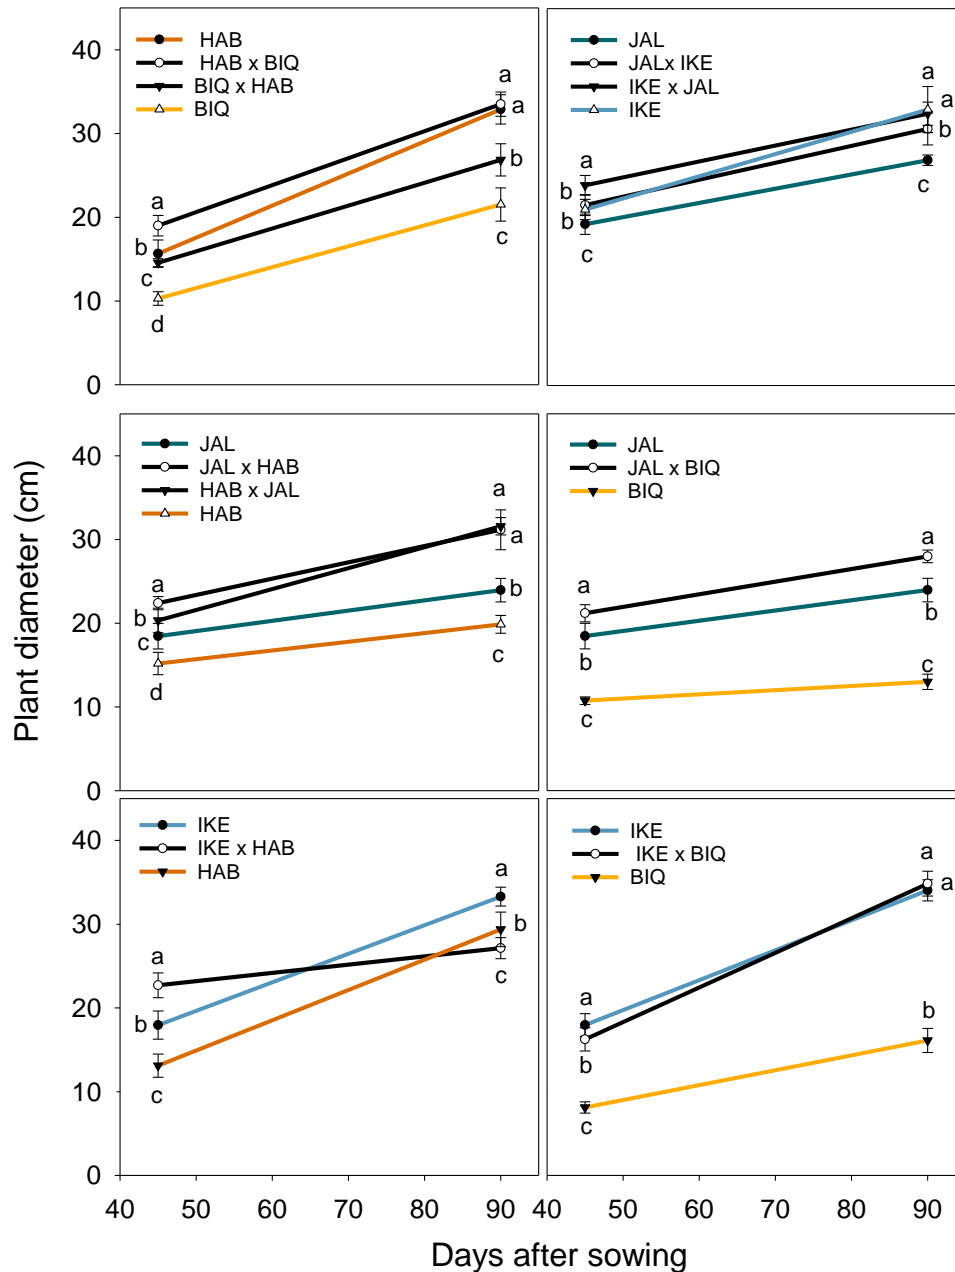 Plant diameter (cm)
40
30
20
10
0
HAB
HAB x BIQ
BIQ x HAB
BIQ
a
b
c
d
a
a
b
c
JAL
JALx IKE
IKE x JAL
IKE
a
b
b
c
a
a
b
c
40
30
20
10
0
JAL
JAL x HAB
HAB x JAL
HAB
a
b
c
d
a
a
b
c
JAL
JAL x BIQ
BIQ
a
b
c
a
b
c
40
30
20
10
0
IKE
IKE x HAB
HAB
a
b
c
a
b
c
IKE
IKE x BIQ
BIQ
a
b
c
a
a
b
40 50 60 70 80 90 40 50 60 70 80 90
Days after sowing